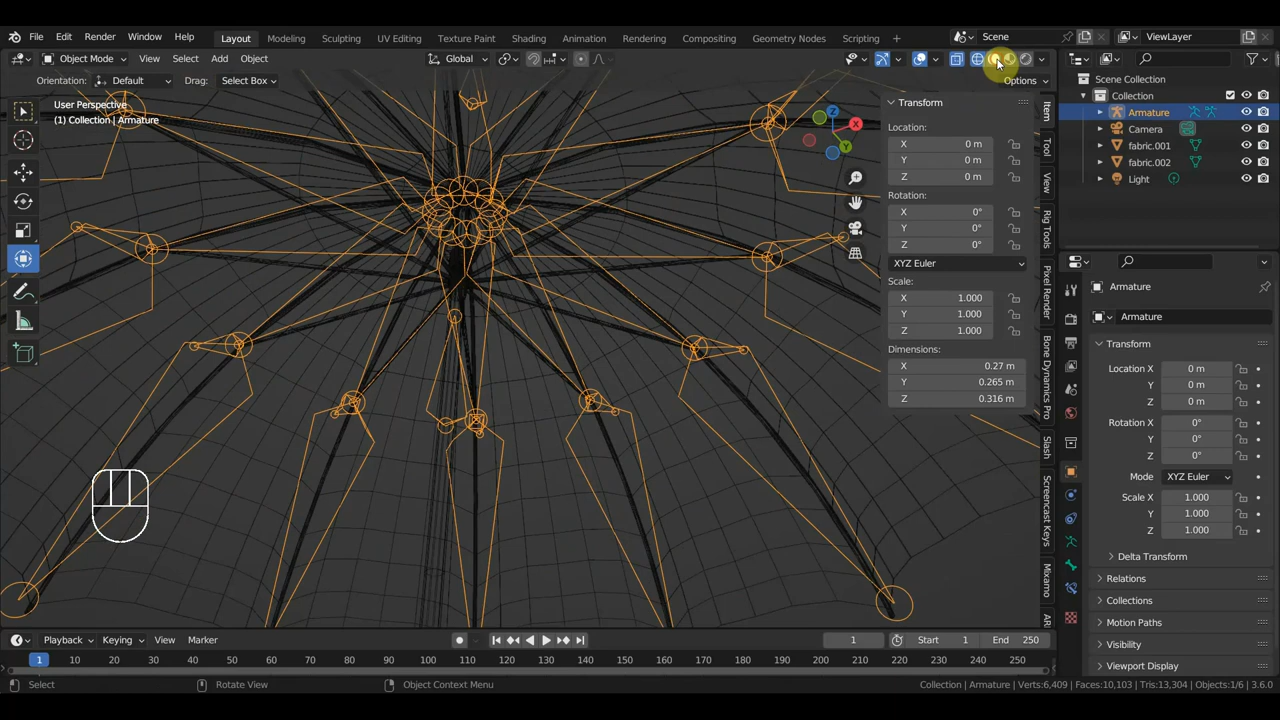 File Edit Render Window Help Layout Modeling Sculpting UV Editing Texture Paint Shading Animation Rendering Compositing Geometry Nodes Scripting + Scene ViewLayer
Object Mode View Select Add Object Global
Orientation: Default Drag: Select Box Options
User Perspective
(1) Collection | Armature
Transform
Location:
X 0 m
Y 0 m
Z 0 m
Rotation:
X 0°
Y 0°
Z 0°
XYZ Euler
Scale:
X 1.000
Y 1.000
Z 1.000
Dimensions:
X 0.27 m
Y 0.265 m
Z 0.316 m
Z
X
Y
Item
Tool
View
Rig Tools
Pixel Render
Bone Dynamics Pro
Slash
Screencast Keys
Mixamo
Scene Collection
Collection
Armature
Camera
fabric.001
fabric.002
Light
Armature
Armature
Transform
Location X 0 m
Y 0 m
Z 0 m
Rotation X 0°
Y 0°
Z 0°
Mode XYZ Euler
Scale X 1.000
Y 1.000
Z 1.000
Delta Transform
Relations
Collections
Motion Paths
Visibility
Viewport Display
Playback Keying View Marker 1 Start 1 End 250
1 10 20 30 40 50 60 70 80 90 100 110 120 130 140 150 160 170 180 190 200 210 220 230 240 250
Select Rotate View Object Context Menu Collection | Armature | Verts:6,409 | Faces:10,103 | Tris:13,304 | Objects:1/6 | 3.6.0